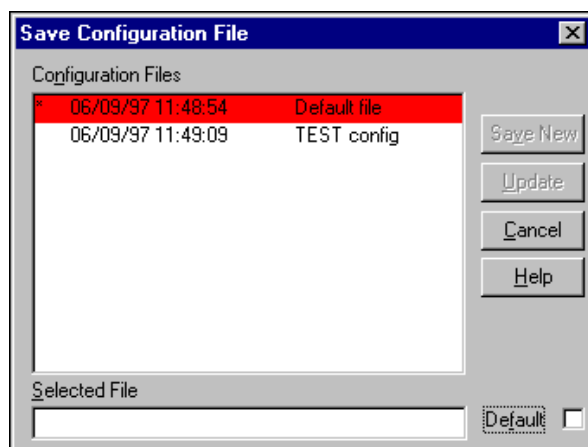 Save Configuration File
Configuration Files
* 06/09/97 11:48:54 Default file
06/09/97 11:49:09 TEST config
Save New
Update
Cancel
Help
Selected File
Default